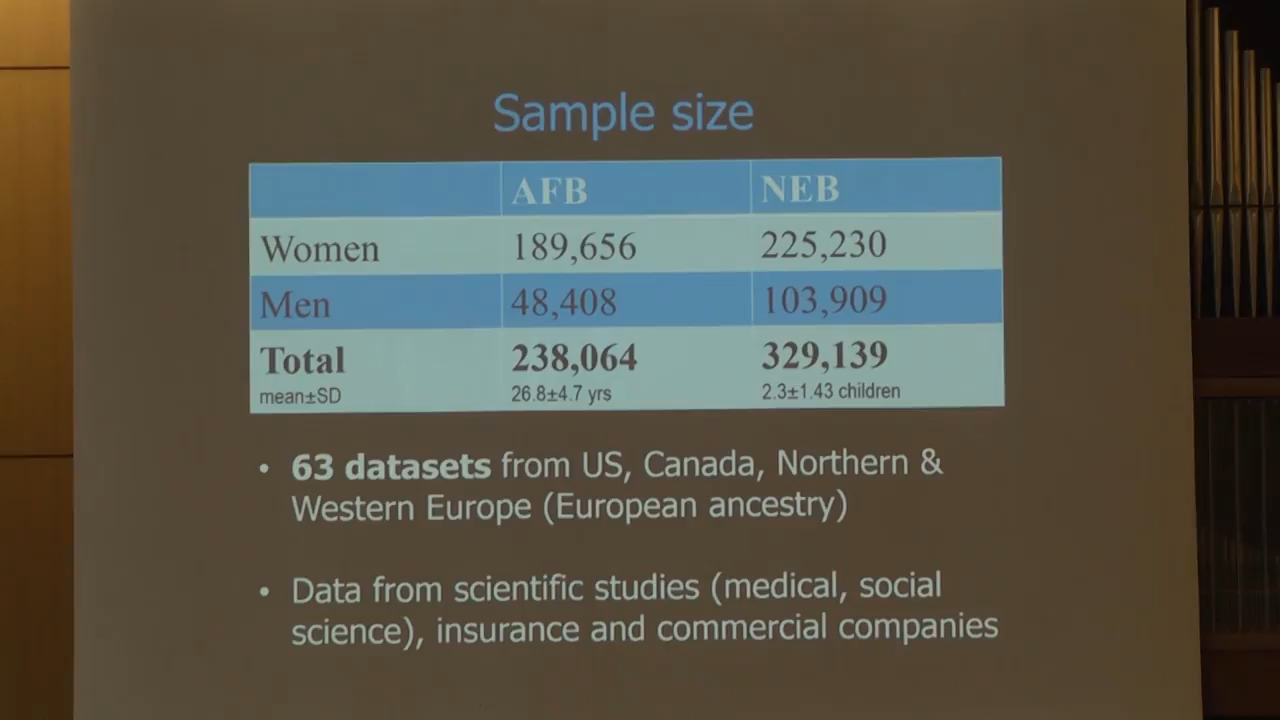 Sample size
AFB NEB
Women 189,656 225,230
Men 48,408 103,909
Total 238,064 329,139
mean±SD 26.8±4.7 yrs 2.3±1.43 children
• 63 datasets from US, Canada, Northern &
Western Europe (European ancestry)
• Data from scientific studies (medical, social
science), insurance and commercial companies